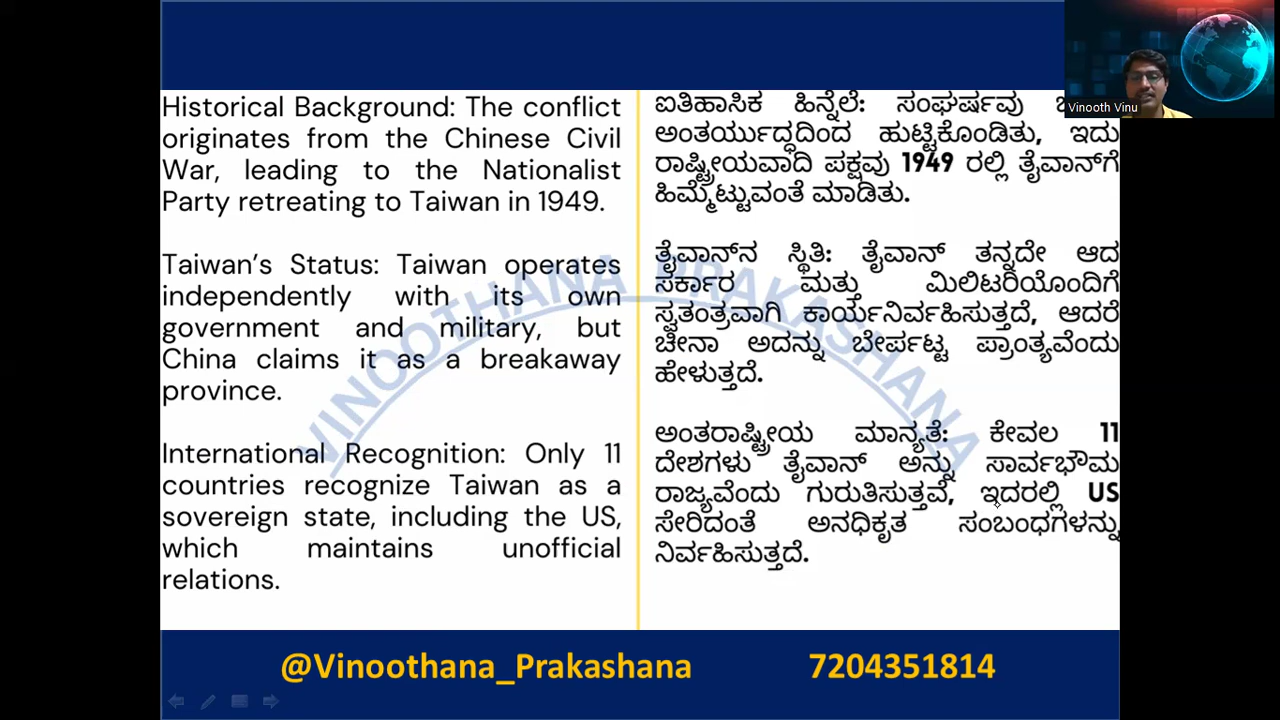 Vinooth Vinu
Historical Background: The conflict
originates from the Chinese Civil
War, leading to the Nationalist
Party retreating to Taiwan in 1949.
Taiwan's Status: Taiwan operates
independently with its own
government and military, but
China claims it as a breakaway
province.
International Recognition: Only 11
countries recognize Taiwan as a
sovereign state, including the US,
which maintains unofficial
relations.
ಐತಿಹಾಸಿಕ ಹಿನ್ನೆಲೆ: ಸಂಘರ್ಷವು
ಅಂತರ್ಯುದ್ಧದಿಂದ ಹುಟ್ಟಿಕೊಂಡಿತು, ಇದು
ರಾಷ್ಟ್ರೀಯವಾದಿ ಪಕ್ಷವು 1949 ರಲ್ಲಿ ತೈವಾನ್‌ಗೆ
ಹಿಮ್ಮೆಟ್ಟುವಂತೆ ಮಾಡಿತು.
ತೈವಾನ್‌ನ ಸ್ಥಿತಿ: ತೈವಾನ್ ತನ್ನದೇ ಆದ
ಸರ್ಕಾರ ಮತ್ತು ಮಿಲಿಟರಿಯೊಂದಿಗೆ
ಸ್ವತಂತ್ರವಾಗಿ ಕಾರ್ಯನಿರ್ವಹಿಸುತ್ತದೆ, ಆದರೆ
ಚೀನಾ ಅದನ್ನು ಬೇರ್ಪಟ್ಟ ಪ್ರಾಂತ್ಯವೆಂದು
ಹೇಳುತ್ತದೆ.
ಅಂತರಾಷ್ಟ್ರೀಯ ಮಾನ್ಯತೆ: ಕೇವಲ 11
ದೇಶಗಳು ತೈವಾನ್ ಅನ್ನು ಸಾರ್ವಭೌಮ
ರಾಜ್ಯವೆಂದು ಗುರುತಿಸುತ್ತವೆ, ಇದರಲ್ಲಿ US
ಸೇರಿದಂತೆ ಅನಧಿಕೃತ ಸಂಬಂಧಗಳನ್ನು
ನಿರ್ವಹಿಸುತ್ತದೆ.
VINOOTHANA PRAKASHANA
@Vinoothana_Prakashana 7204351814